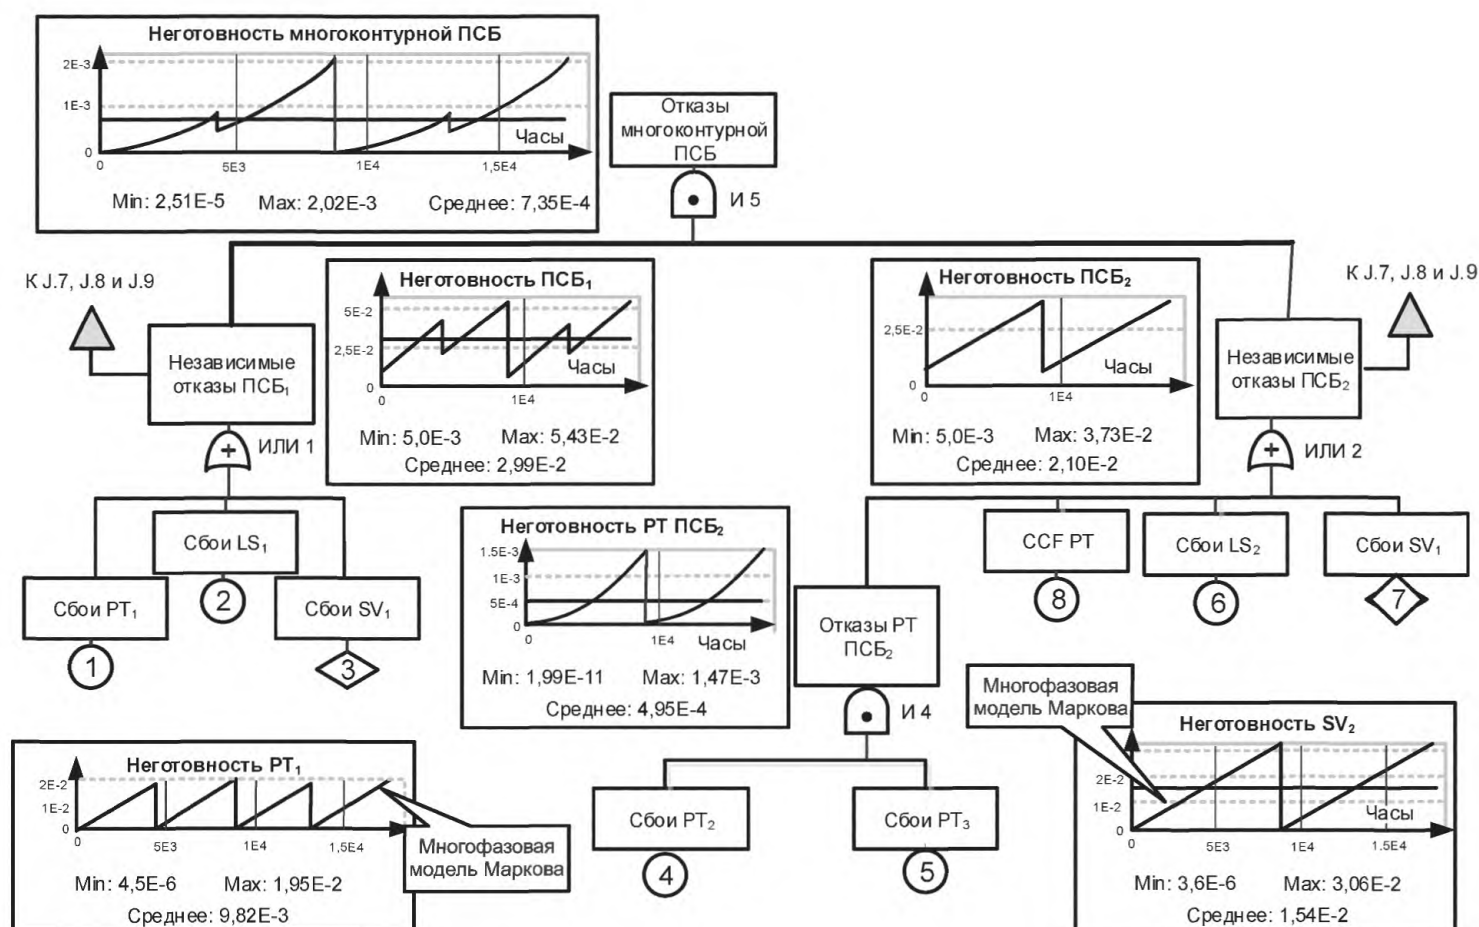 Неготовность многоконтурной ПСБ
2E-3
1E-3
0
Часы
0
5E3
1E4
1,5E4
Min: 2,51E-5 Max: 2,02E-3 Среднее: 7,35E-4
Отказы
многоконтурной
ПСБ
И 5
К J.7, J.8 и J.9
Независимые
отказы ПСБ₁
ИЛИ 1
Неготовность ПСБ₁
5E-2
2,5E-2
0
Часы
0
1E4
Min: 5,0E-3 Max: 5,43E-2
Среднее: 2,99E-2
Неготовность ПСБ₂
2,5E-2
0
Часы
0
1E4
Min: 5,0E-3 Max: 3,73E-2
Среднее: 2,10E-2
К J.7, J.8 и J.9
Независимые
отказы ПСБ₂
ИЛИ 2
Сбои PT₁
1
Сбои LS₁
2
Сбои SV₁
3
Неготовность РТ ПСБ₂
1.5E-3
1E-3
5E-4
0
0
1E4
Часы
Min: 1,99E-11 Max: 1,47E-3
Среднее: 4,95E-4
Отказы РТ
ПСБ₂
И 4
CCF PT
8
Сбои LS₂
6
Сбои SV₁
7
Неготовность PT₁
2E-2
1E-2
0
0
5E3
1E4
1,5E4
Min: 4,5E-6 Max: 1,95E-2
Среднее: 9,82E-3
Многофазовая
модель Маркова
Сбои PT₂
4
Сбои PT₃
5
Многофазовая
модель Маркова
Неготовность SV₂
2E-2
1E-2
0
Часы
0
5E3
1E4
1.5E4
Min: 3,6E-6 Max: 3,06E-2
Среднее: 1,54E-2